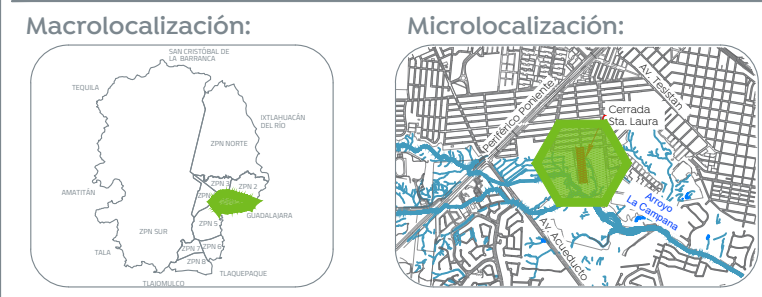 Macrolocalización:
SAN CRISTÓBAL DE
LA BARRANCA
TEQUILA
IXTLAHUACÁN
DEL RÍO
ZPN NORTE
ZPN 3
ZPN 2
ZPN
AMATITÁN
GUADALAJARA
ZPN 5
ZPN SUR
ZPN 7
ZPN 6
TALA
ZPN 8
TLAQUEPAQUE
TLAJOMULCO
Microlocalización:
Av. Tesistan
Periférico Poniente
Cerrada
Sta. Laura
Arroyo
La Campana
Av. Acueducto